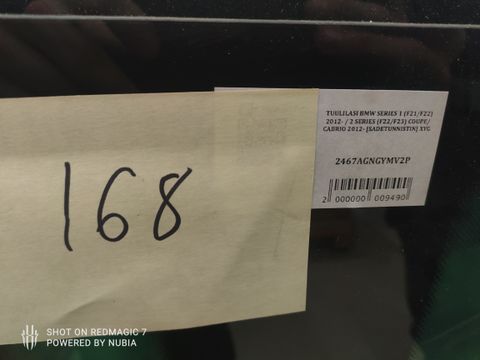 TUULILASI BMW SERIES 1 (F21/F22)
2012- / 2 SERIES (F22/F23) COUPE/
CABRIO 2012- [SADETUNNISTIN] XYG
2467AGNGYMV2P
2 000000 009490
168
SHOT ON REDMAGIC 7
POWERED BY NUBIA